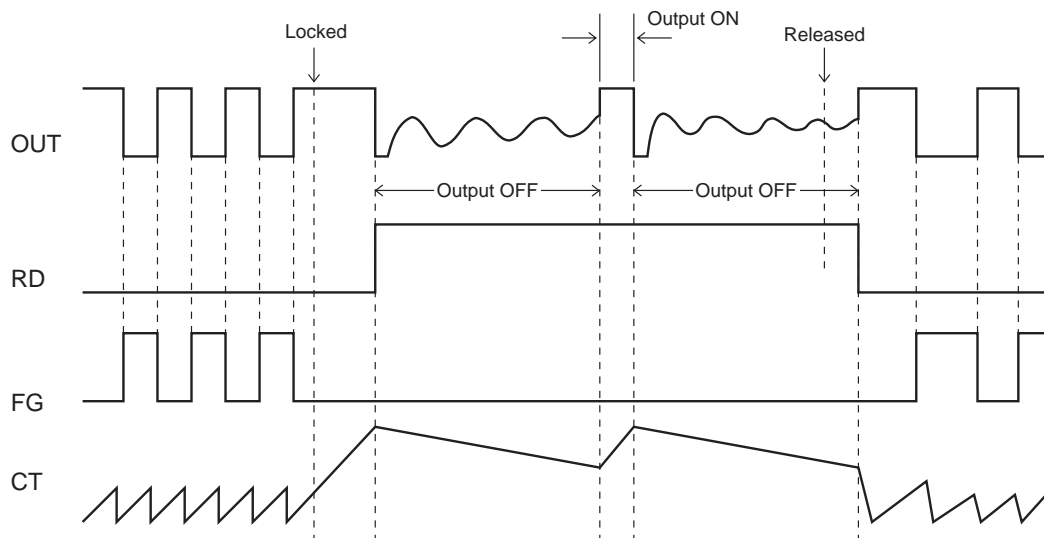 Output ON
Locked
Released
OUT
Output OFF
Output OFF
RD
FG
CT